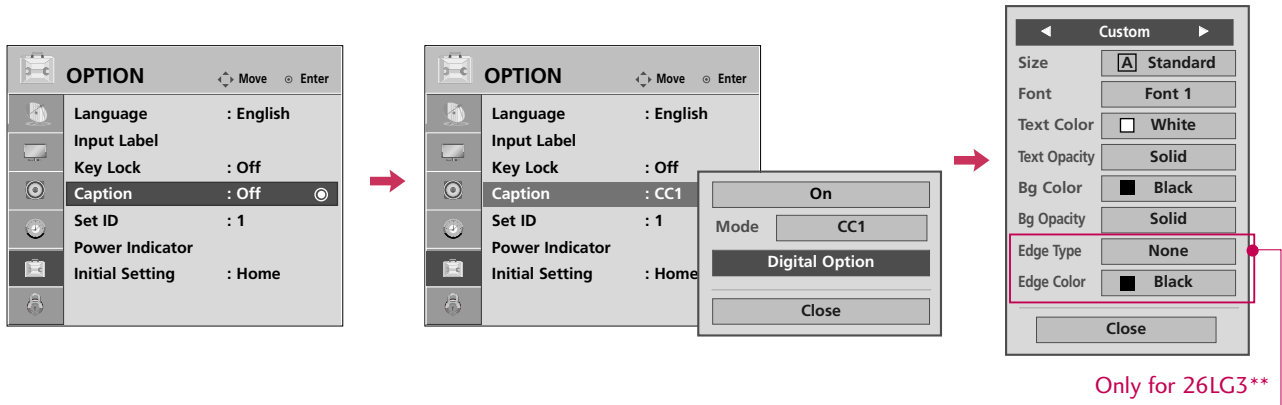 OPTION
Move
Enter
Language : English
Input Label
Key Lock : Off
Caption : Off
Set ID : 1
Power Indicator
Initial Setting : Home
OPTION
Move
Enter
Language : English
Input Label
Key Lock : Off
Caption : CC1
Set ID : 1
Power Indicator
Initial Setting : Home
On
Mode CC1
Digital Option
Close
Custom
Size A Standard
Font Font 1
Text Color White
Text Opacity Solid
Bg Color Black
Bg Opacity Solid
Edge Type None
Edge Color Black
Close
Only for 26LG3**